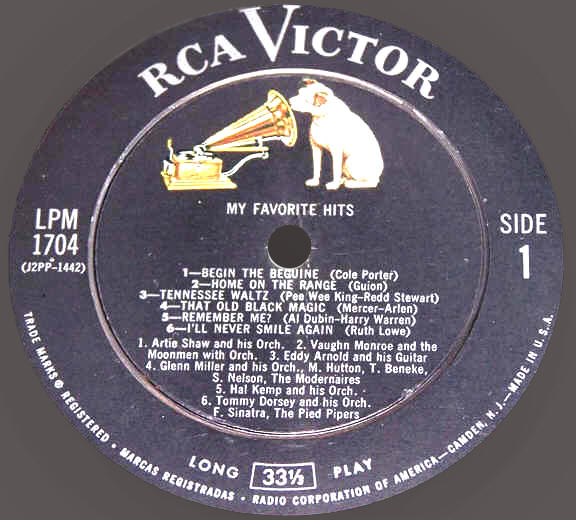 RCA VICTOR
MY FAVORITE HITS
LPM
1704
(J2PP-1442)
SIDE
1
1—BEGIN THE BEGUINE (Cole Porter)
2—HOME ON THE RANGE (Guion)
3—TENNESSEE WALTZ (Pee Wee King-Redd Stewart)
4—THAT OLD BLACK MAGIC (Mercer-Arlen)
5—REMEMBER ME? (Al Dubin-Harry Warren)
6—I'LL NEVER SMILE AGAIN (Ruth Lowe)
1. Artie Shaw and his Orch. 2. Vaughn Monroe and the
Moonmen with Orch. 3. Eddy Arnold and his Guitar
4. Glenn Miller and his Orch., M. Hutton, T. Beneke,
S. Nelson, The Modernaires
5. Hal Kemp and his Orch.
6. Tommy Dorsey and his Orch.
F. Sinatra, The Pied Pipers
LONG 33⅓ PLAY
TRADE MARKS ® REGISTERED • MARCAS REGISTRADAS • RADIO CORPORATION OF AMERICA—CAMDEN, N. J.—MADE IN U.S.A.